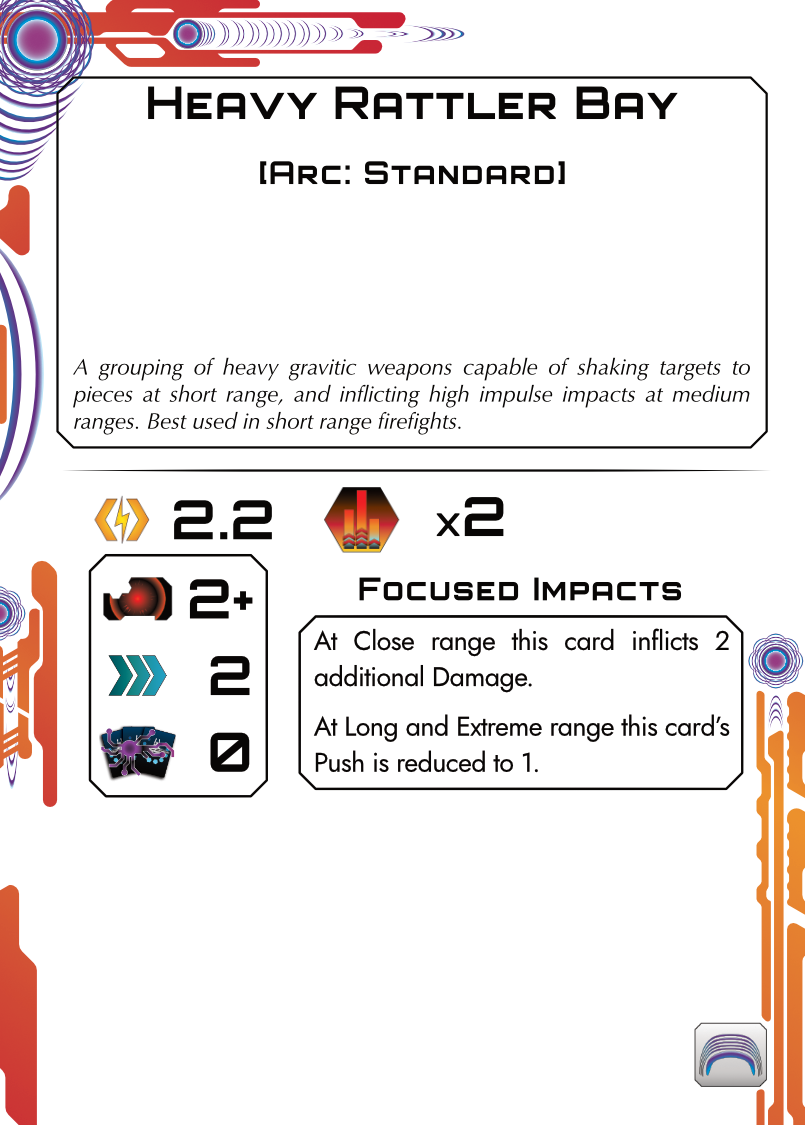 Heavy Rattler Bay
[Arc: Standard]
A grouping of heavy gravitic weapons capable of shaking targets to
pieces at short range, and inflicting high impulse impacts at medium
ranges. Best used in short range firefights.
2.2 x2
2+
2
0
Focused Impacts
At Close range this card inflicts 2
additional Damage.
At Long and Extreme range this card’s
Push is reduced to 1.